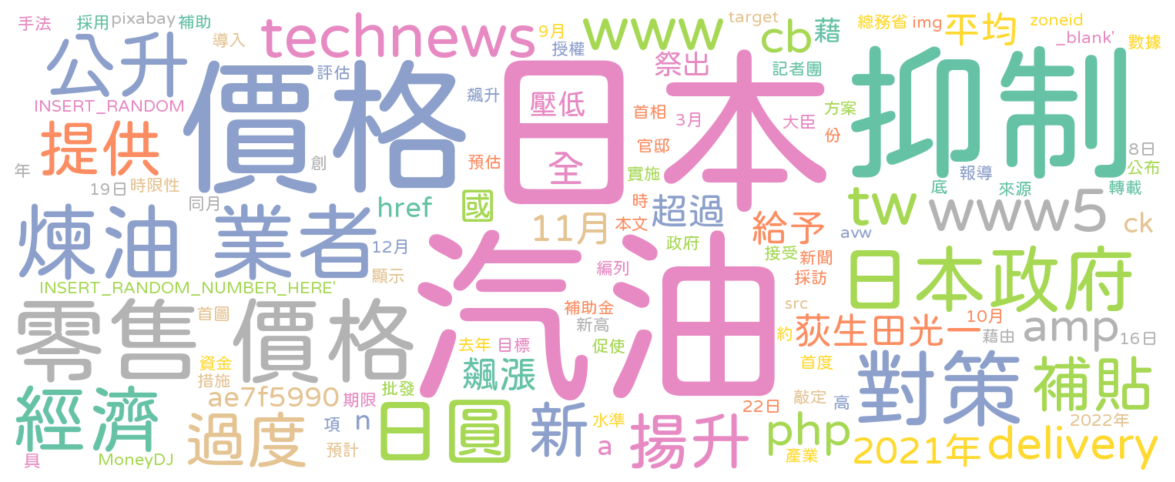 手法 採用 pixabay 補助 technews www 9月 target 總務省 img 平均 zoneid
公升 導入 授權 cb 藉 _blank' 數據
INSERT_RANDOM 價格 評估 飆升 日本 壓低 祭出 記者團 抑制
提供 首相 3月 大臣 方案
年 19日 時限性 創 預估 全 官邸 份 8日 公布
同月 href 國 實施 時 tw 底 報導 來源 轉載
煉油 業者 12月 11月 本文 超過 給予 avw www5 ck
INSERT_RANDOM_NUMBER_HERE' 顯示 汽油 編列 政府 接受 新聞 採訪 日本政府
零售 價格 首圖 補助金 src 10月
新高 約 荻生田光一 藉由 amp 16日
資金 措施 去年 目標 促使 首度
經濟 ae7f5990 期限 批發 飆漲 對策 補貼
過度 項 n 日圓 新 水準 22日 敲定 高 2022年
具 MoneyDJ 預計 a 揚升 php 產業 2021年 delivery